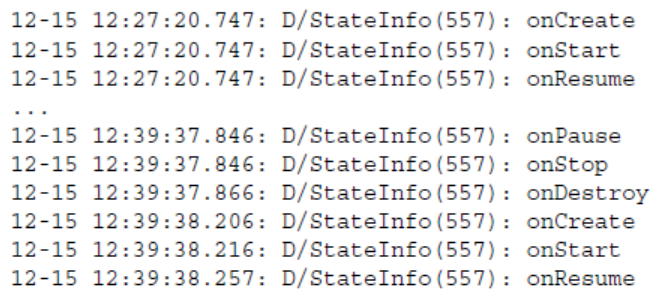 12-15 12:27:20.747: D/StateInfo(557): onCreate
12-15 12:27:20.747: D/StateInfo(557): onStart
12-15 12:27:20.747: D/StateInfo(557): onResume
...
12-15 12:39:37.846: D/StateInfo(557): onPause
12-15 12:39:37.846: D/StateInfo(557): onStop
12-15 12:39:37.866: D/StateInfo(557): onDestroy
12-15 12:39:38.206: D/StateInfo(557): onCreate
12-15 12:39:38.216: D/StateInfo(557): onStart
12-15 12:39:38.257: D/StateInfo(557): onResume